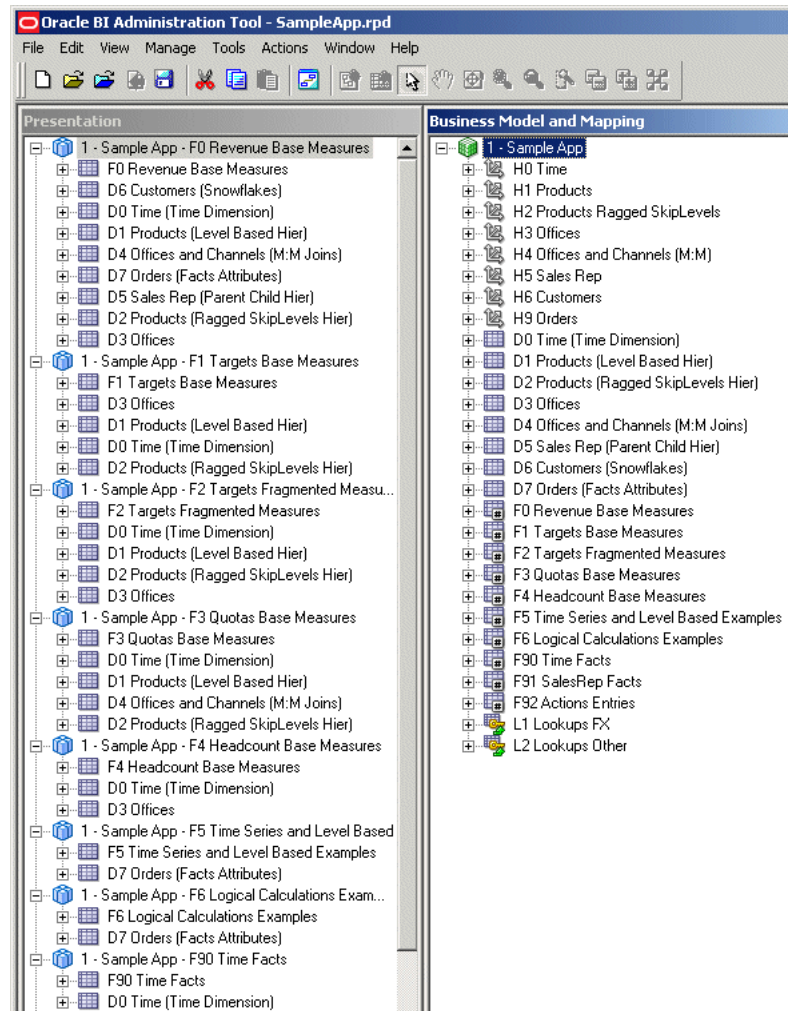 Oracle BI Administration Tool - SampleApp.rpd
File Edit View Manage Tools Actions Window Help
Presentation
1 - Sample App - F0 Revenue Base Measures
F0 Revenue Base Measures
D6 Customers (Snowflakes)
D0 Time (Time Dimension)
D1 Products (Level Based Hier)
D4 Offices and Channels (M:M Joins)
D7 Orders (Facts Attributes)
D5 Sales Rep (Parent Child Hier)
D2 Products (Ragged SkipLevels Hier)
D3 Offices
1 - Sample App - F1 Targets Base Measures
F1 Targets Base Measures
D3 Offices
D1 Products (Level Based Hier)
D0 Time (Time Dimension)
D2 Products (Ragged SkipLevels Hier)
1 - Sample App - F2 Targets Fragmented Measu...
F2 Targets Fragmented Measures
D0 Time (Time Dimension)
D1 Products (Level Based Hier)
D2 Products (Ragged SkipLevels Hier)
D3 Offices
1 - Sample App - F3 Quotas Base Measures
F3 Quotas Base Measures
D0 Time (Time Dimension)
D1 Products (Level Based Hier)
D4 Offices and Channels (M:M Joins)
D2 Products (Ragged SkipLevels Hier)
1 - Sample App - F4 Headcount Base Measures
F4 Headcount Base Measures
D0 Time (Time Dimension)
D3 Offices
1 - Sample App - F5 Time Series and Level Based
F5 Time Series and Level Based Examples
D7 Orders (Facts Attributes)
1 - Sample App - F6 Logical Calculations Exam...
F6 Logical Calculations Examples
D7 Orders (Facts Attributes)
1 - Sample App - F90 Time Facts
F90 Time Facts
D0 Time (Time Dimension)
Business Model and Mapping
1 - Sample App
H0 Time
H1 Products
H2 Products Ragged SkipLevels
H3 Offices
H4 Offices and Channels (M:M)
H5 Sales Rep
H6 Customers
H9 Orders
D0 Time (Time Dimension)
D1 Products (Level Based Hier)
D2 Products (Ragged SkipLevels Hier)
D3 Offices
D4 Offices and Channels (M:M Joins)
D5 Sales Rep (Parent Child Hier)
D6 Customers (Snowflakes)
D7 Orders (Facts Attributes)
F0 Revenue Base Measures
F1 Targets Base Measures
F2 Targets Fragmented Measures
F3 Quotas Base Measures
F4 Headcount Base Measures
F5 Time Series and Level Based Examples
F6 Logical Calculations Examples
F90 Time Facts
F91 SalesRep Facts
F92 Actions Entries
L1 Lookups FX
L2 Lookups Other